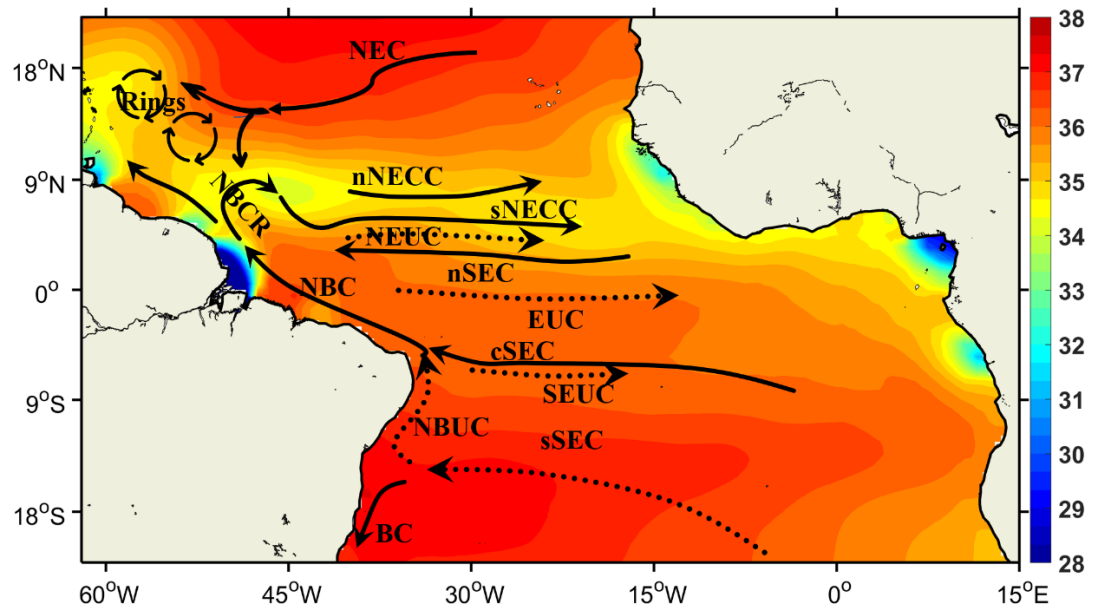 NEC
Rings
nNECC
NBCR
sNECC
NEUC
nSEC
NBC
EUC
cSEC
SEUC
NBUC
sSEC
BC
18°N
9°N
0°
9°S
18°S
60°W
45°W
30°W
15°W
0°
15°E
38
37
36
35
34
33
32
31
30
29
28